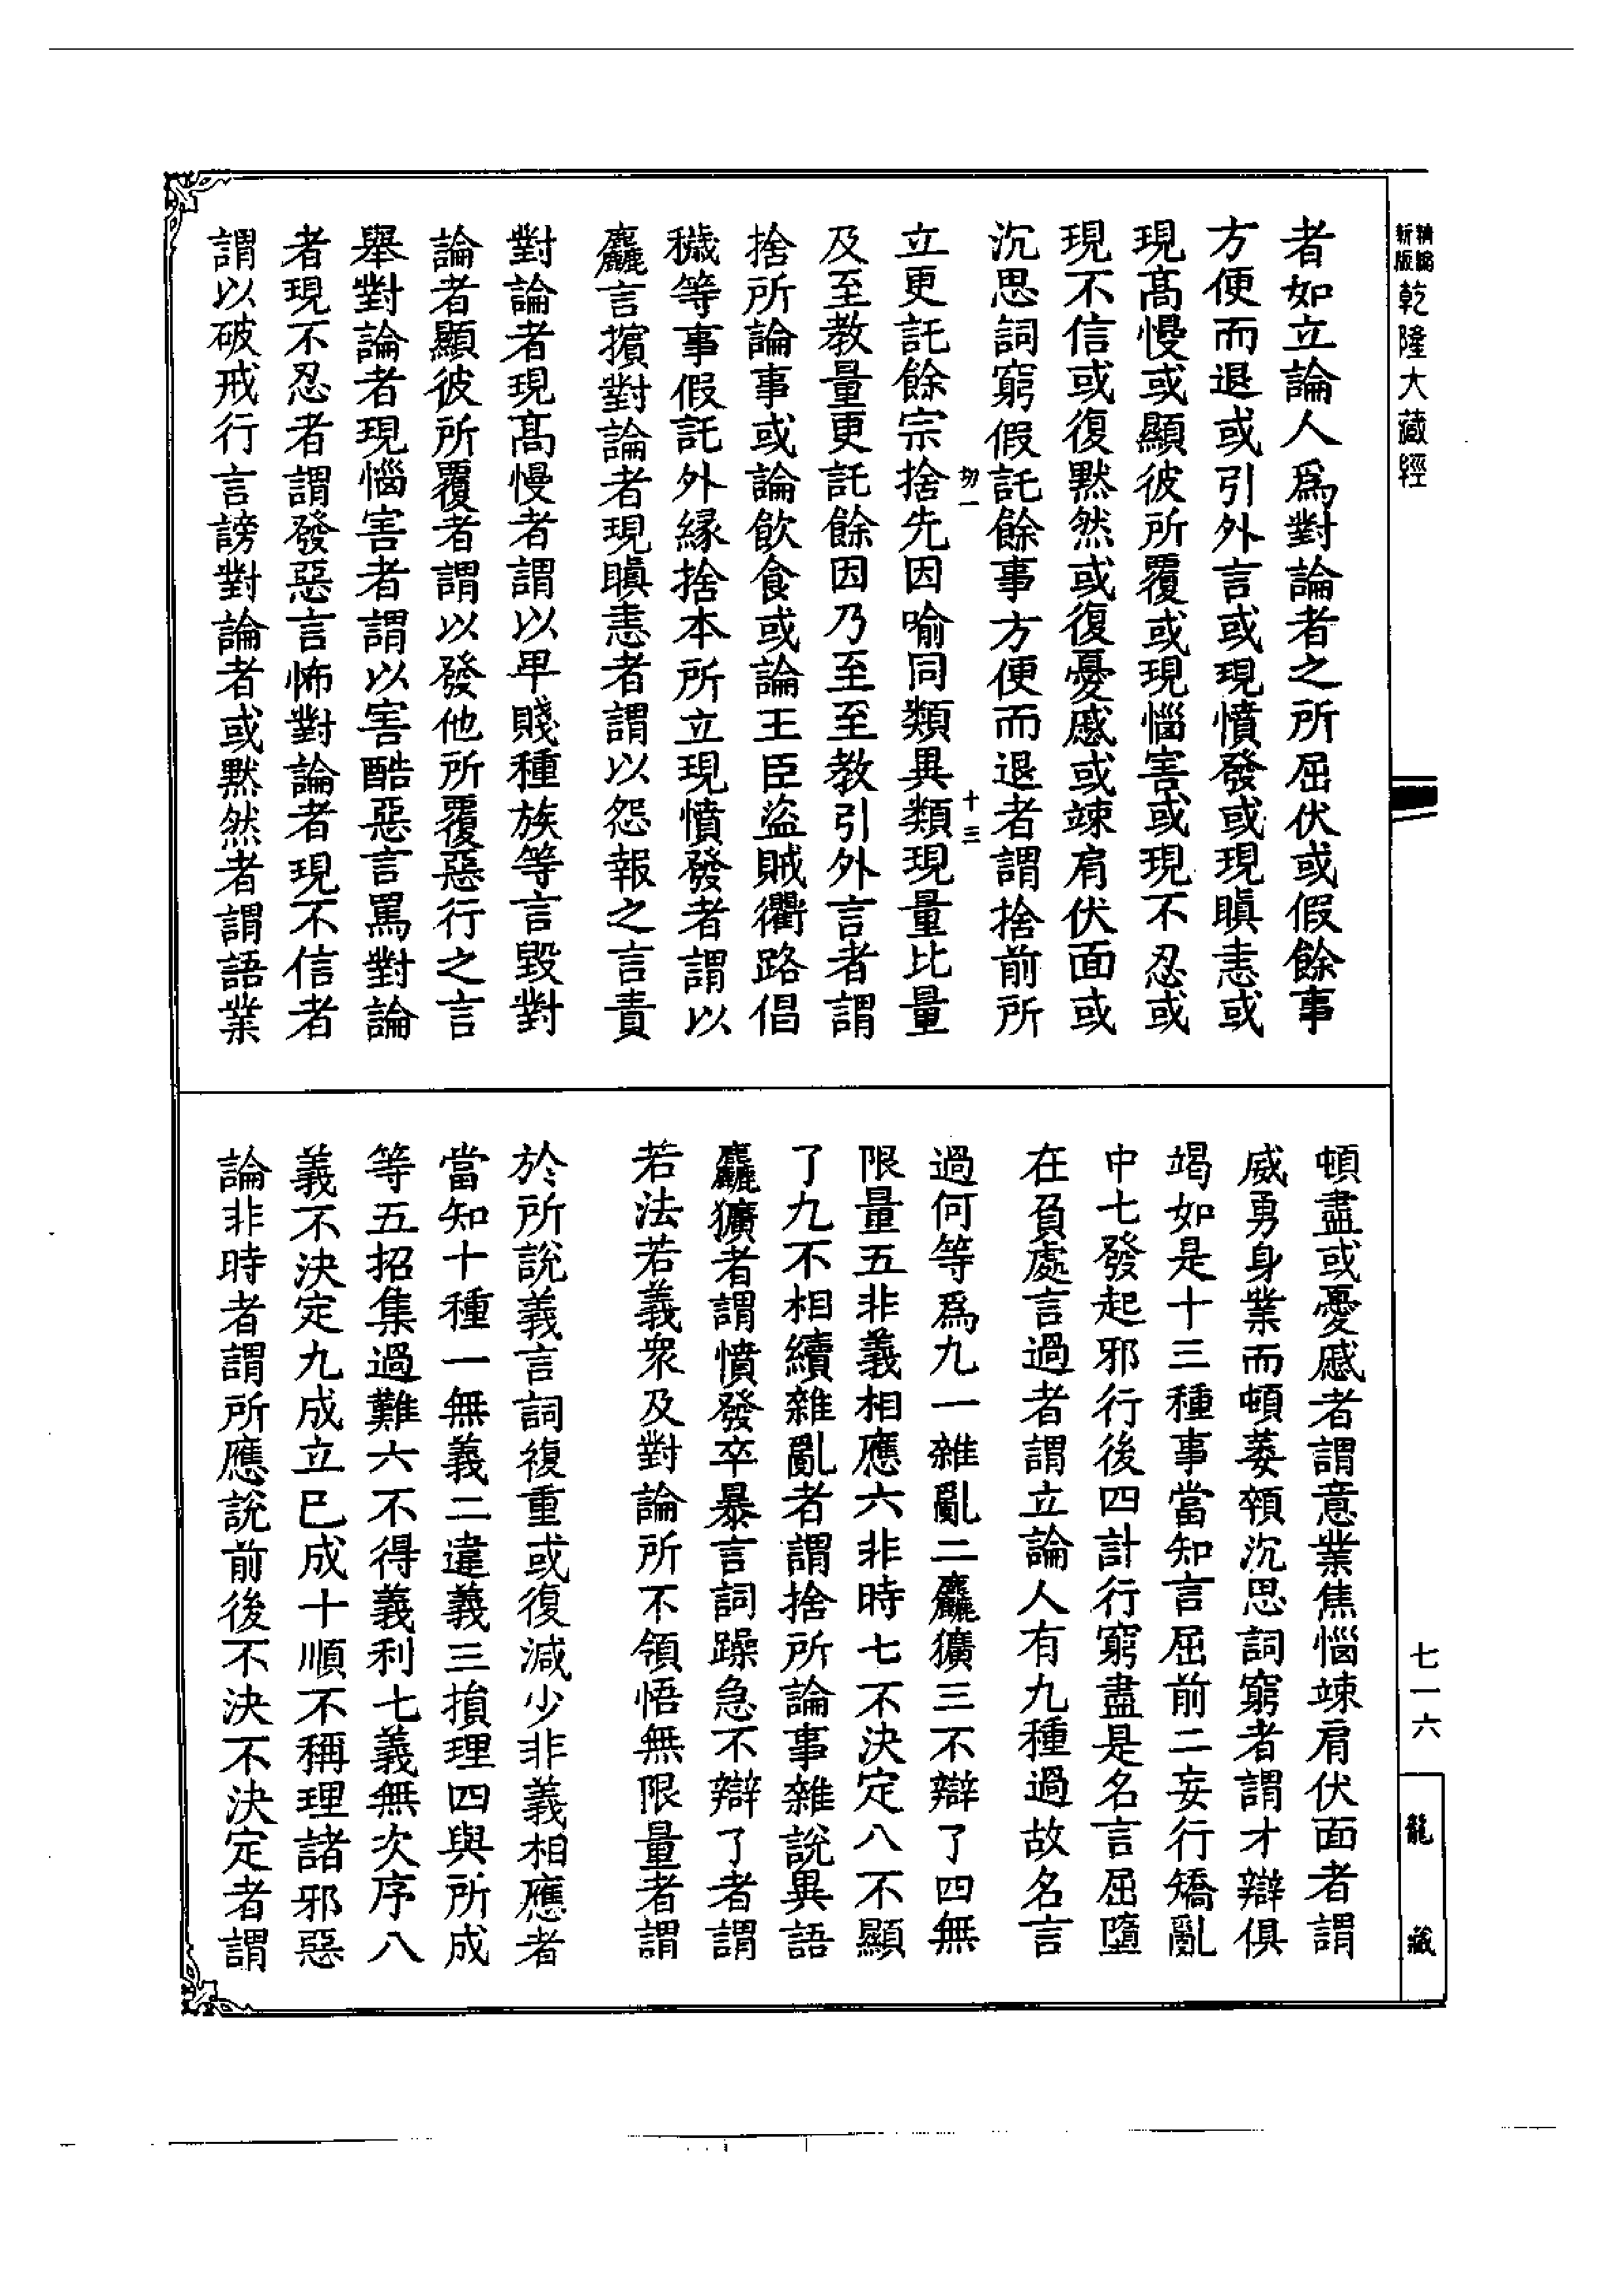 精編
新版
乾隆大藏經
者如立論人爲對論者之所屈伏或假餘事
方便而退或引外言或現憤發或現瞋恚或
現高慢或顯彼所覆或現惱害或現不忍或
現不信或復默然或復憂慼或竦肩伏面或
沉思詞窮假託餘事方便而退者謂捨前所
立更託餘宗捨先因喻同類異類現量比量
及至教量更託餘因乃至至教引外言者謂
捨所論事或論飲食或論王臣盜賊衢路倡
穢等事假託外緣捨本所立現憤發者謂以
麤言擯對論者現瞋恚者謂以怨報之言責
對論者現高慢者謂以卑賤種族等言毀對
論者顯彼所覆者謂以發他所覆惡行之言
舉對論者現惱害者謂以害酷惡言罵對論
者現不忍者謂發惡言怖對論者現不信者
謂以破戒行言謗對論者或默然者謂語業
頓盡或憂慼者謂意業焦惱竦肩伏面者謂
威勇身業而頓萎顇沉思詞窮者謂才辯俱
竭如是十三種事當知言屈前二妄行矯亂
中七發起邪行後四計行窮盡是名言屈墮
在負處言過者謂立論人有九種過故名言
過何等爲九一雜亂二麤獷三不辯了四無
限量五非義相應六非時七不決定八不顯
了九不相續雜亂者謂捨所論事雜說異語
麤獷者謂憤發卒暴言詞躁急不辯了者謂
若法若義衆及對論所不領悟無限量者謂
於所說義言詞複重或復減少非義相應者
當知十種一無義二違義三損理四與所成
等五招集過難六不得義利七義無次序八
義不決定九成立已成十順不稱理諸邪惡
論非時者謂所應說前後不決不決定者謂
十三
七一六
龍藏